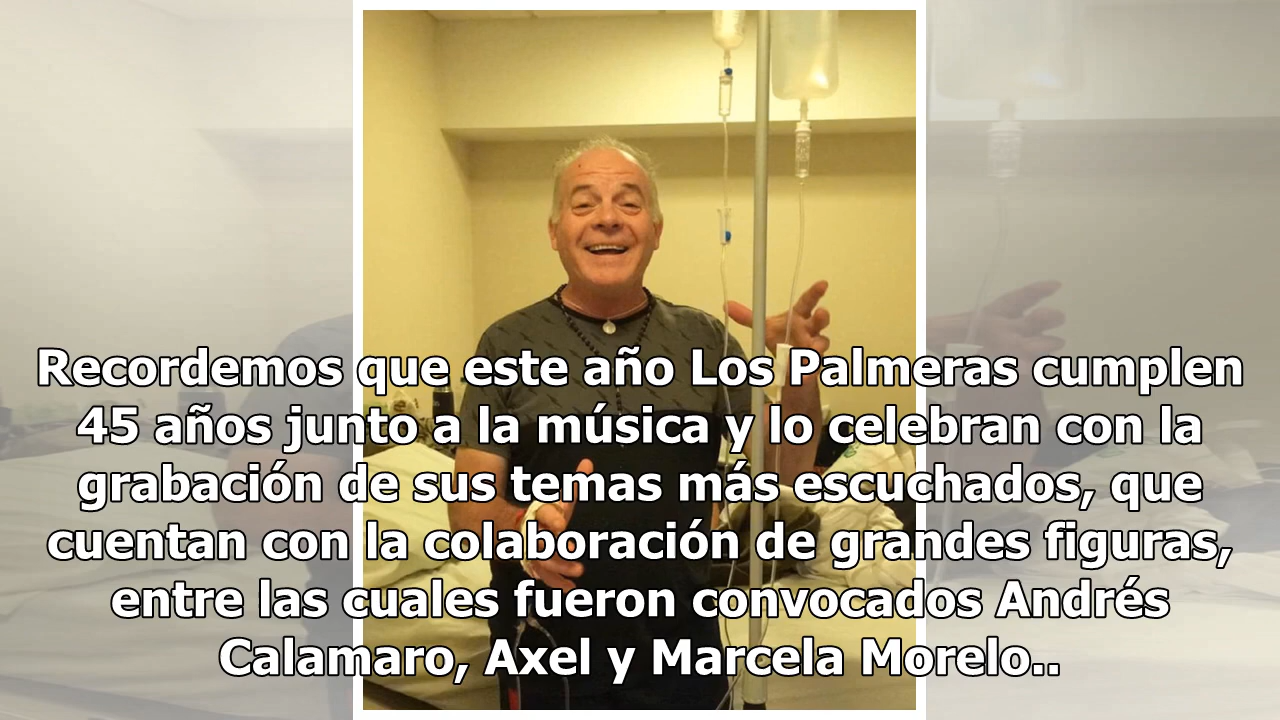 Recordemos que este año Los Palmeras cumplen
45 años junto a la música y lo celebran con la
grabación de sus temas más escuchados, que
cuentan con la colaboración de grandes figuras,
entre las cuales fueron convocados Andrés
Calamaro, Axel y Marcela Morelo..